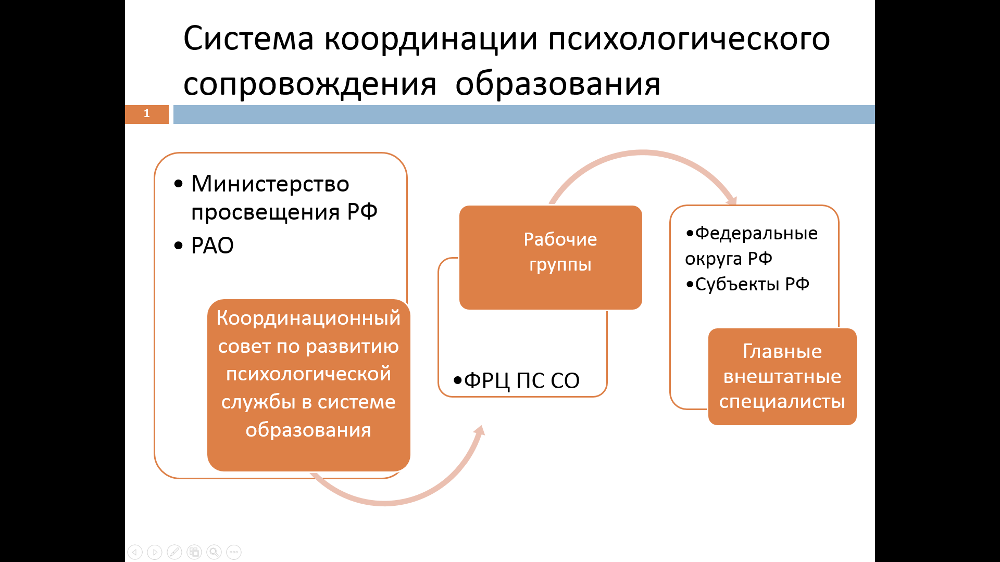 Система координации психологического
сопровождения  образования
1
• Министерство
просвещения РФ
• РАО
Координационный
совет по развитию
психологической
службы в системе
образования
Рабочие
группы
•ФРЦ ПС СО
•Федеральные
округа РФ
•Субъекты РФ
Главные
внештатные
специалисты